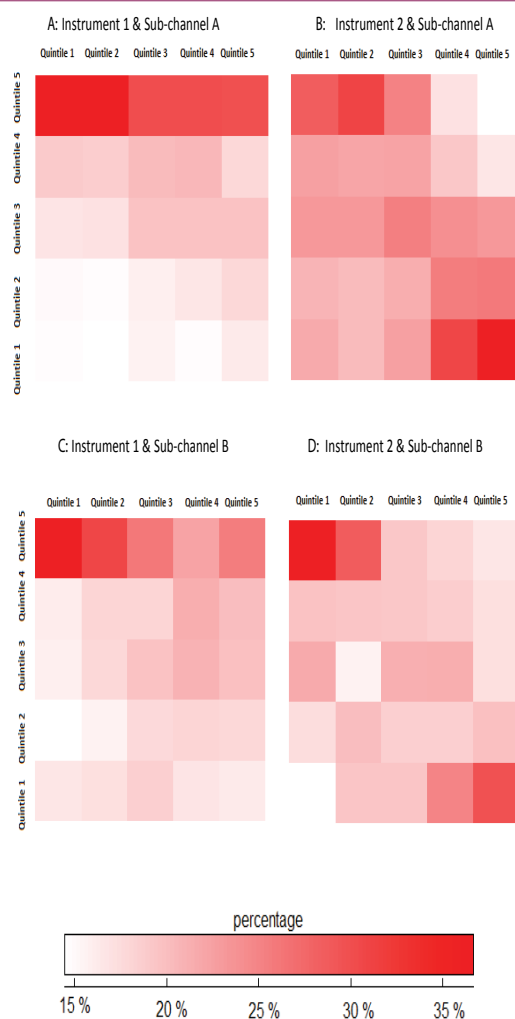 A: Instrument 1 & Sub-channel A
Quintile 1 Quintile 2 Quintile 3 Quintile 4 Quintile 5
Quintile 5
Quintile 4
Quintile 3
Quintile 2
Quintile 1
B: Instrument 2 & Sub-channel A
Quintile 1 Quintile 2 Quintile 3 Quintile 4 Quintile 5
C: Instrument 1 & Sub-channel B
Quintile 1 Quintile 2 Quintile 3 Quintile 4 Quintile 5
Quintile 5
Quintile 4
Quintile 3
Quintile 2
Quintile 1
D: Instrument 2 & Sub-channel B
Quintile 1 Quintile 2 Quintile 3 Quintile 4 Quintile 5
percentage
15 % 20 % 25 % 30 % 35 %